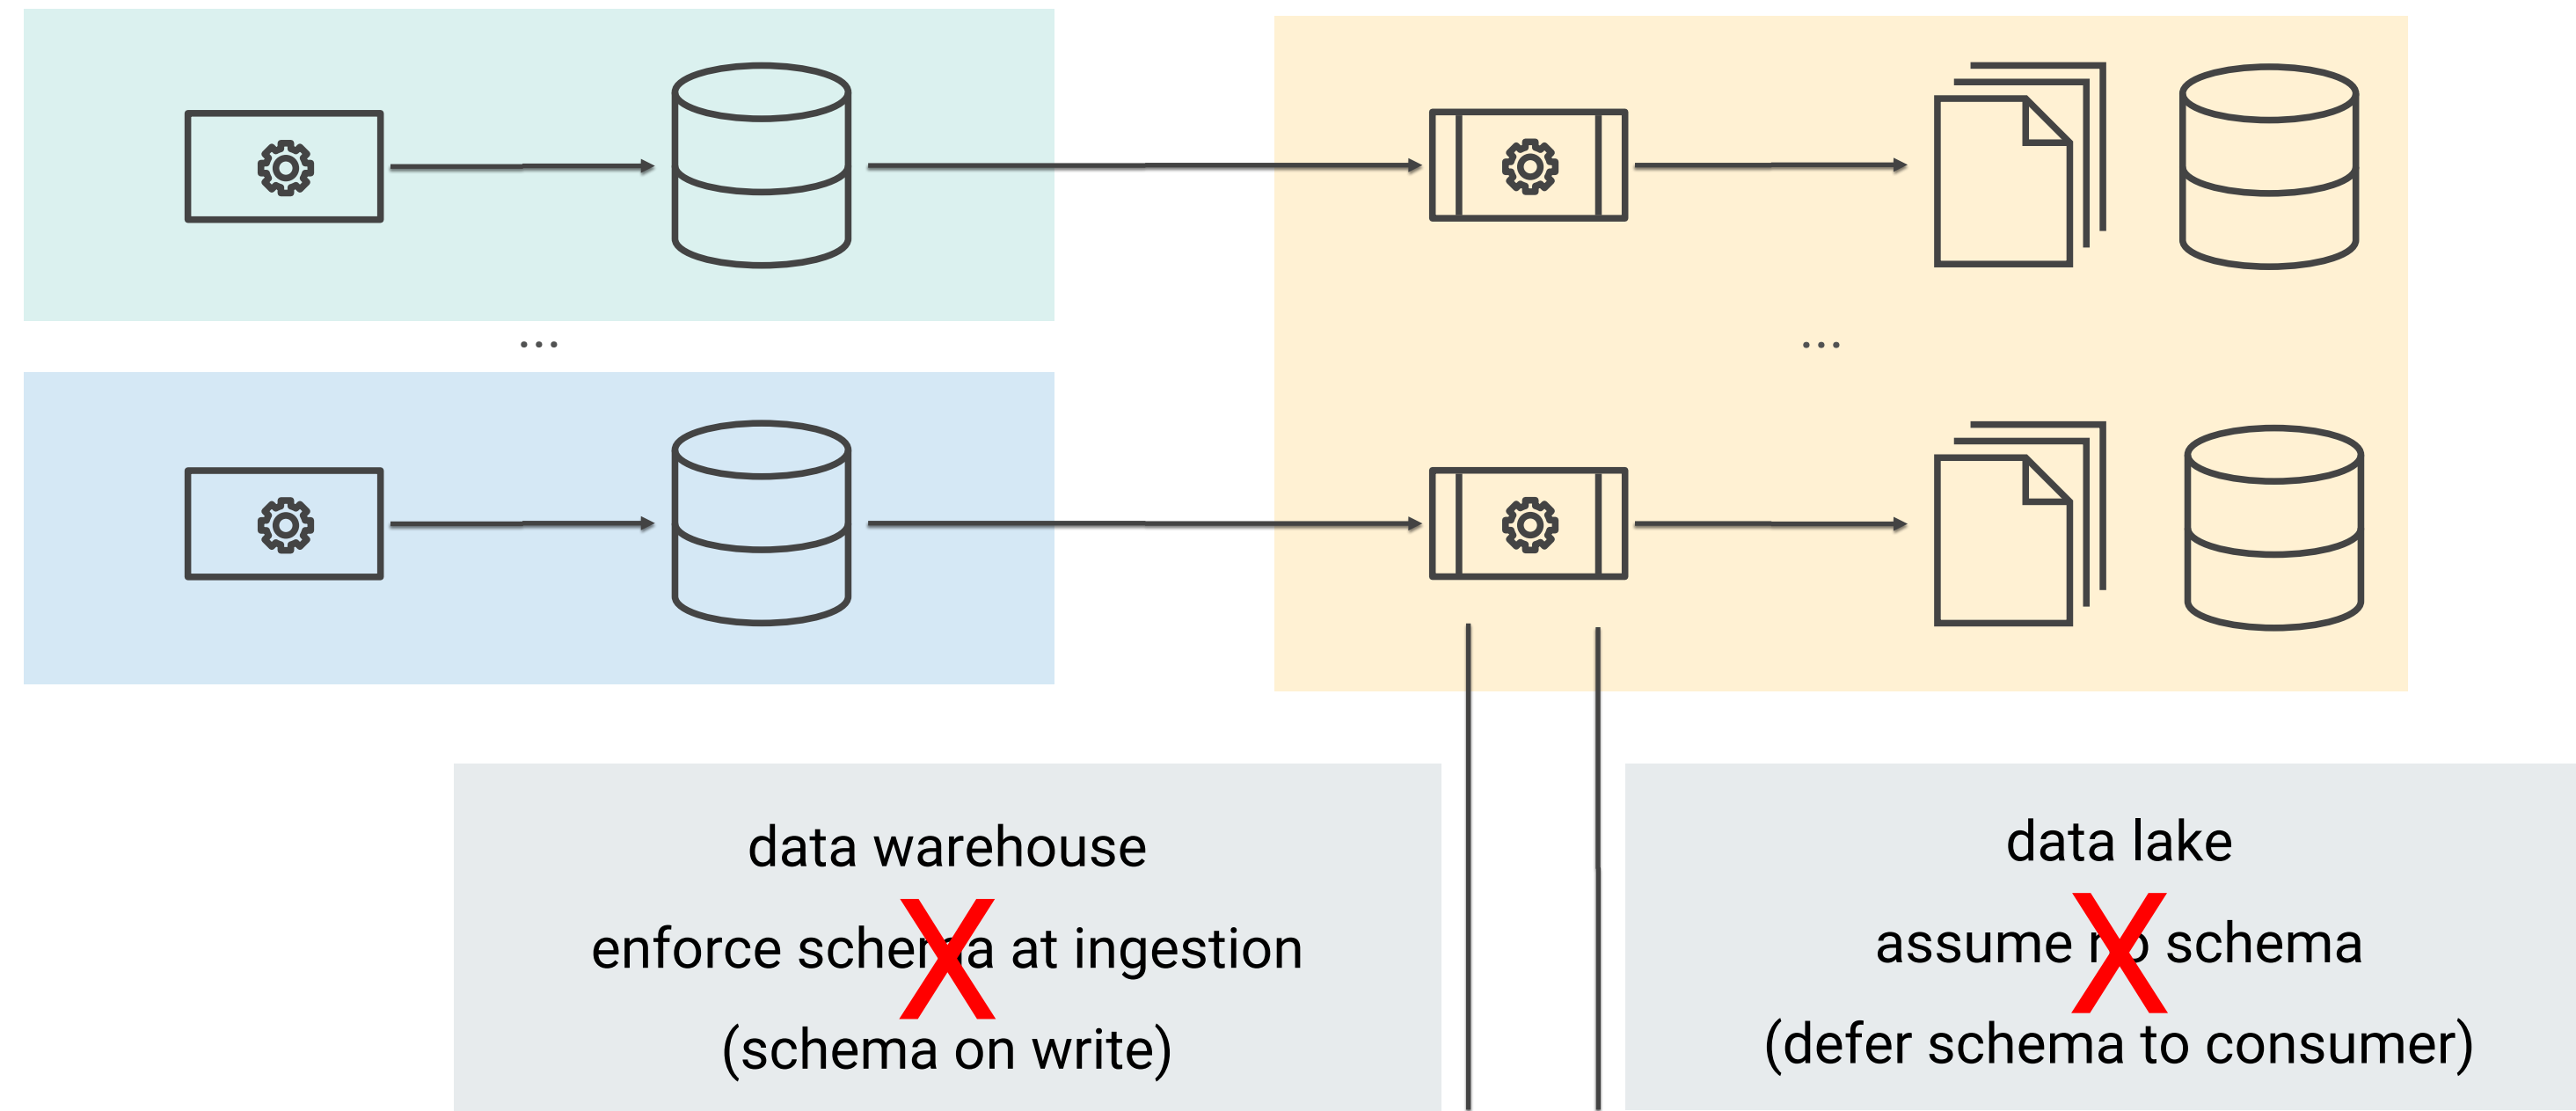 ...
...
data warehouse
enforce schema at ingestion
(schema on write)
X
data lake
assume no schema
(defer schema to consumer)
X